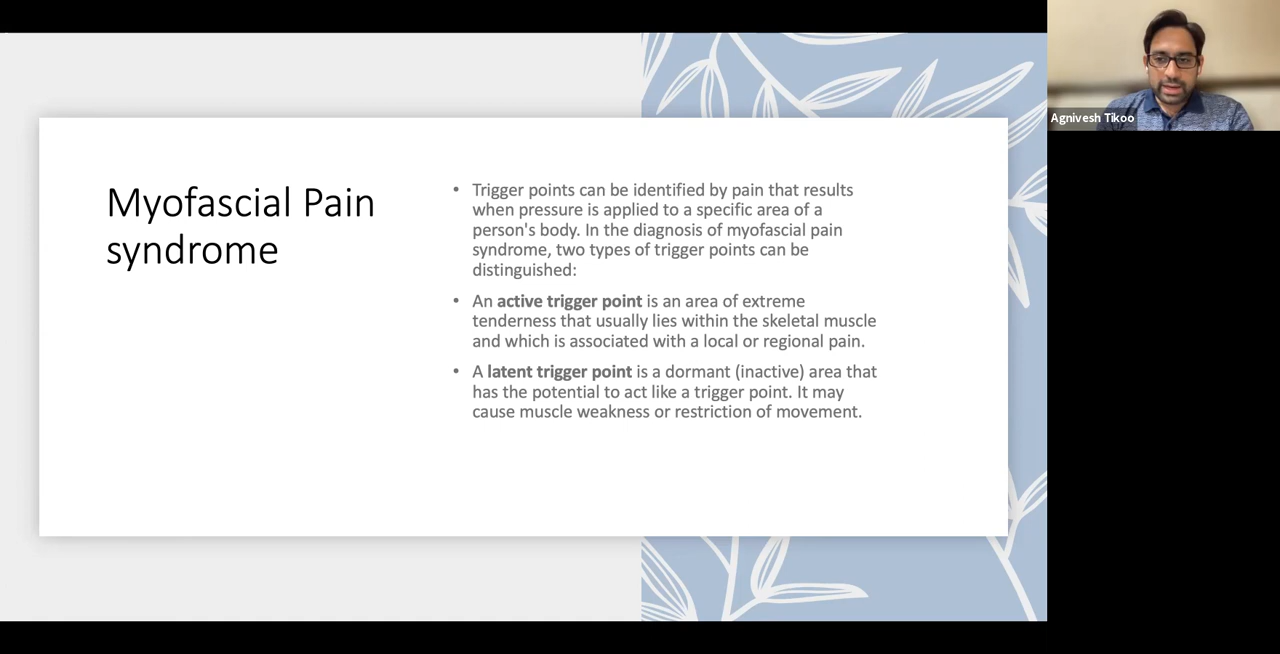 Myofascial Pain
syndrome
• Trigger points can be identified by pain that results
when pressure is applied to a specific area of a
person's body. In the diagnosis of myofascial pain
syndrome, two types of trigger points can be
distinguished:
• An active trigger point is an area of extreme
tenderness that usually lies within the skeletal muscle
and which is associated with a local or regional pain.
• A latent trigger point is a dormant (inactive) area that
has the potential to act like a trigger point. It may
cause muscle weakness or restriction of movement.
Agnivesh Tikoo